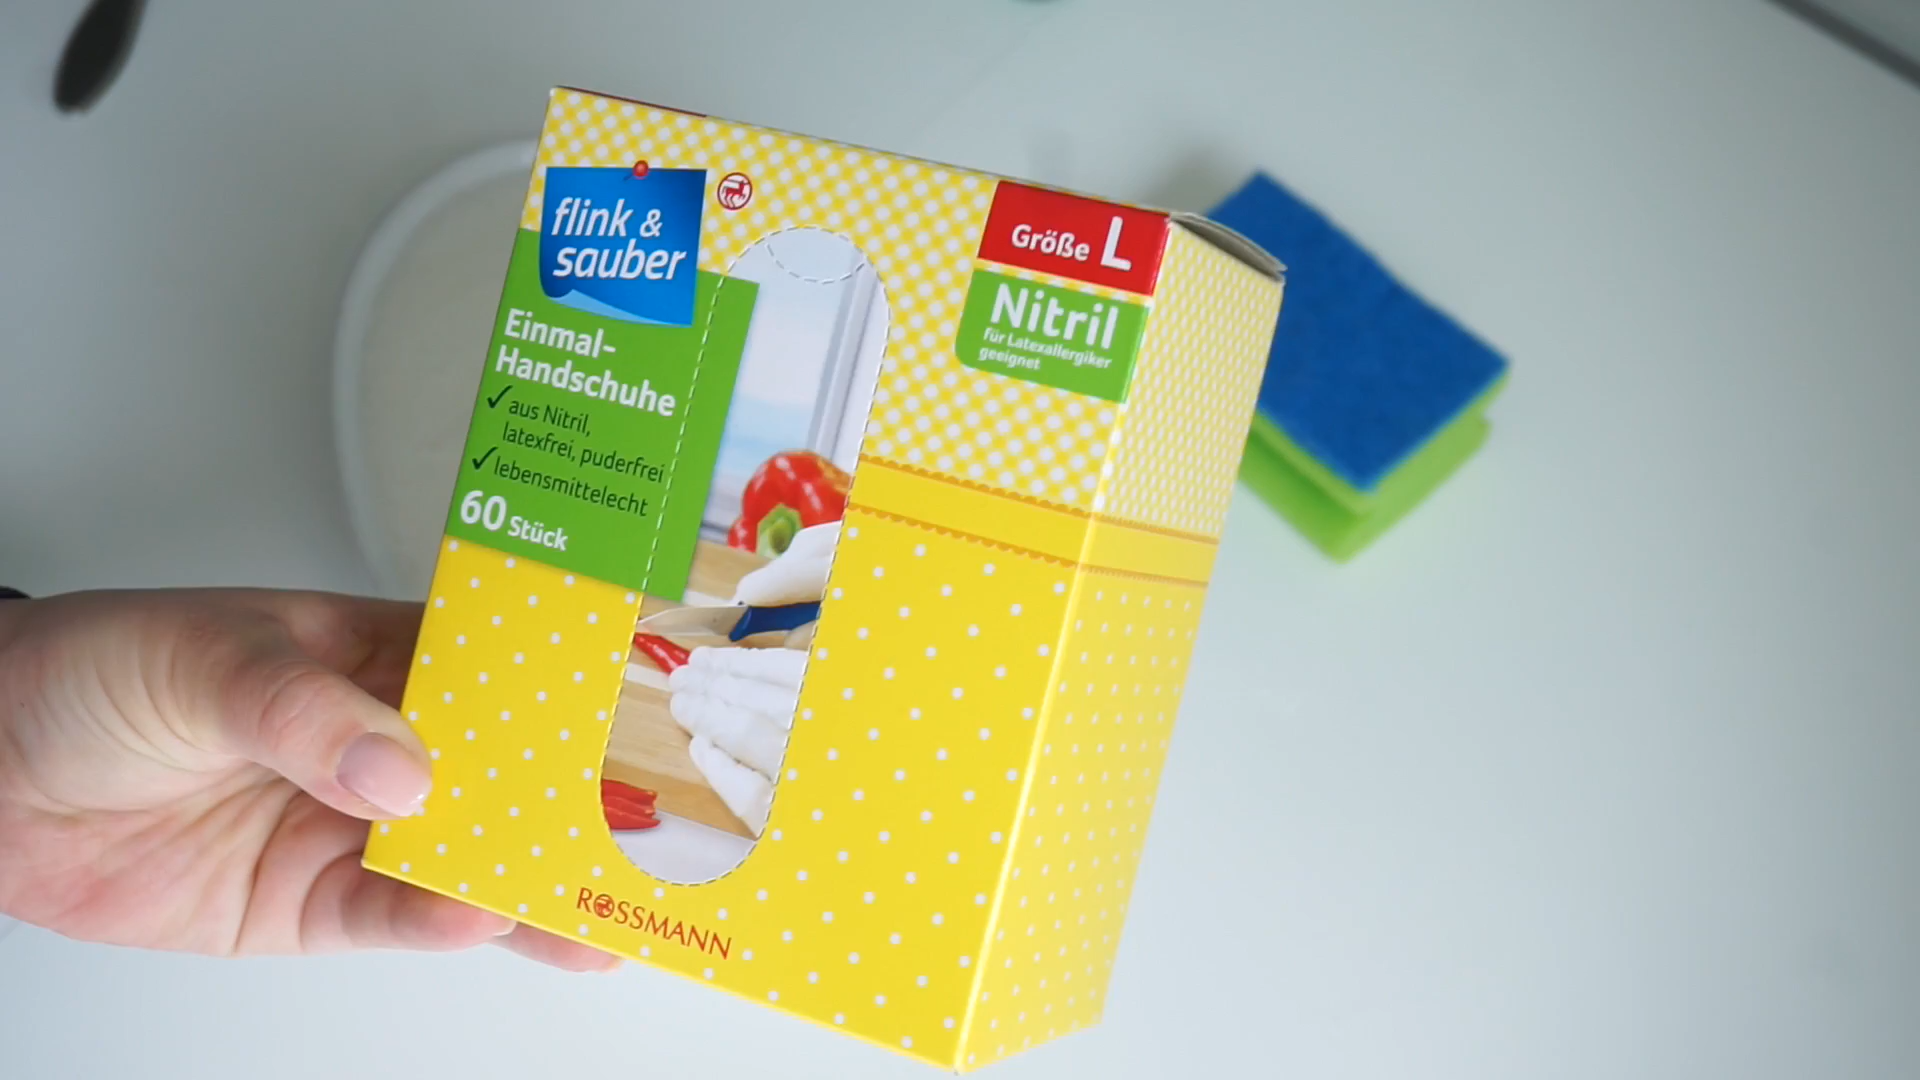 flink &
sauber
Einmal-
Handschuhe
aus Nitril,
latexfrei, puderfrei
lebensmittelecht
60 Stück
Größe L
Nitril
für Latexallergiker
geeignet
ROSSMANN